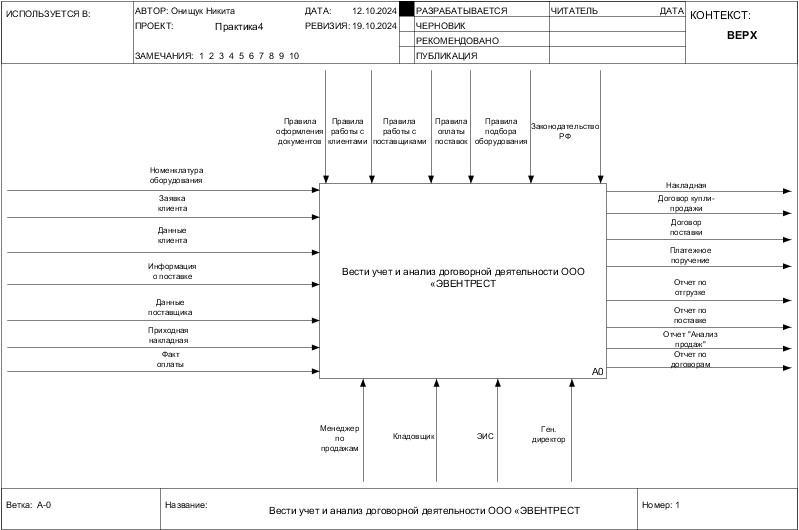 ИСПОЛЬЗУЕТСЯ В:
АВТОР: Онищук Никита
ДАТА: 12.10.2024
ПРОЕКТ: Практика4
РЕВИЗИЯ: 19.10.2024
ЗАМЕЧАНИЯ: 1 2 3 4 5 6 7 8 9 10
РАЗРАБАТЫВАЕТСЯ
ЧЕРНОВИК
РЕКОМЕНДОВАНО
ПУБЛИКАЦИЯ
ЧИТАТЕЛЬ ДАТА
КОНТЕКСТ:
ВЕРХ
Правила
оформления
документов
Правила
работы с
клиентами
Правила
работы с
поставщиками
Правила
оплаты
поставок
Правила
подбора
оборудования
Законодательство
РФ
Номенклатура
оборудования
Заявка
клиента
Данные
клиента
Информация
о поставке
Данные
поставщика
Приходная
накладная
Факт
оплаты
Вести учет и анализ договорной деятельности ООО
«ЭВЕНТРЕСТ
A0
Накладная
Договор купли-
продажи
Договор
поставки
Платежное
поручение
Отчет по
отгрузке
Отчет по
поставке
Отчет "Анализ
продаж"
Отчет по
договорам
Менеджер
по
продажам
Кладовщик
ЭИС
Ген.
директор
Ветка: A-0
Название:
Вести учет и анализ договорной деятельности ООО «ЭВЕНТРЕСТ
Номер: 1